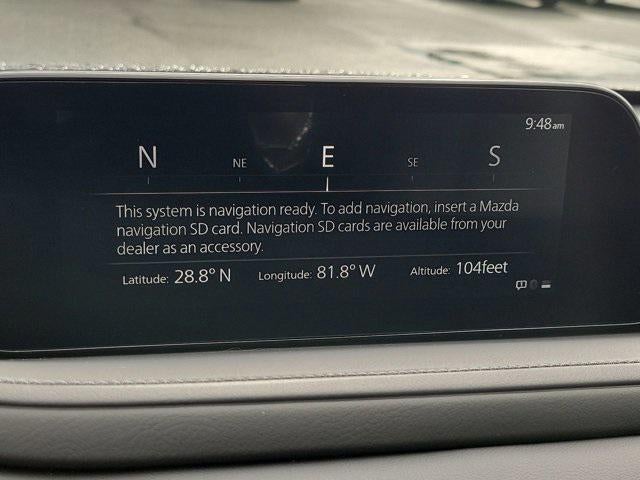 9:48am
N NE E SE S
This system is navigation ready. To add navigation, insert a Mazda
navigation SD card. Navigation SD cards are available from your
dealer as an accessory.
Latitude: 28.8° N Longitude: 81.8° W Altitude: 104feet